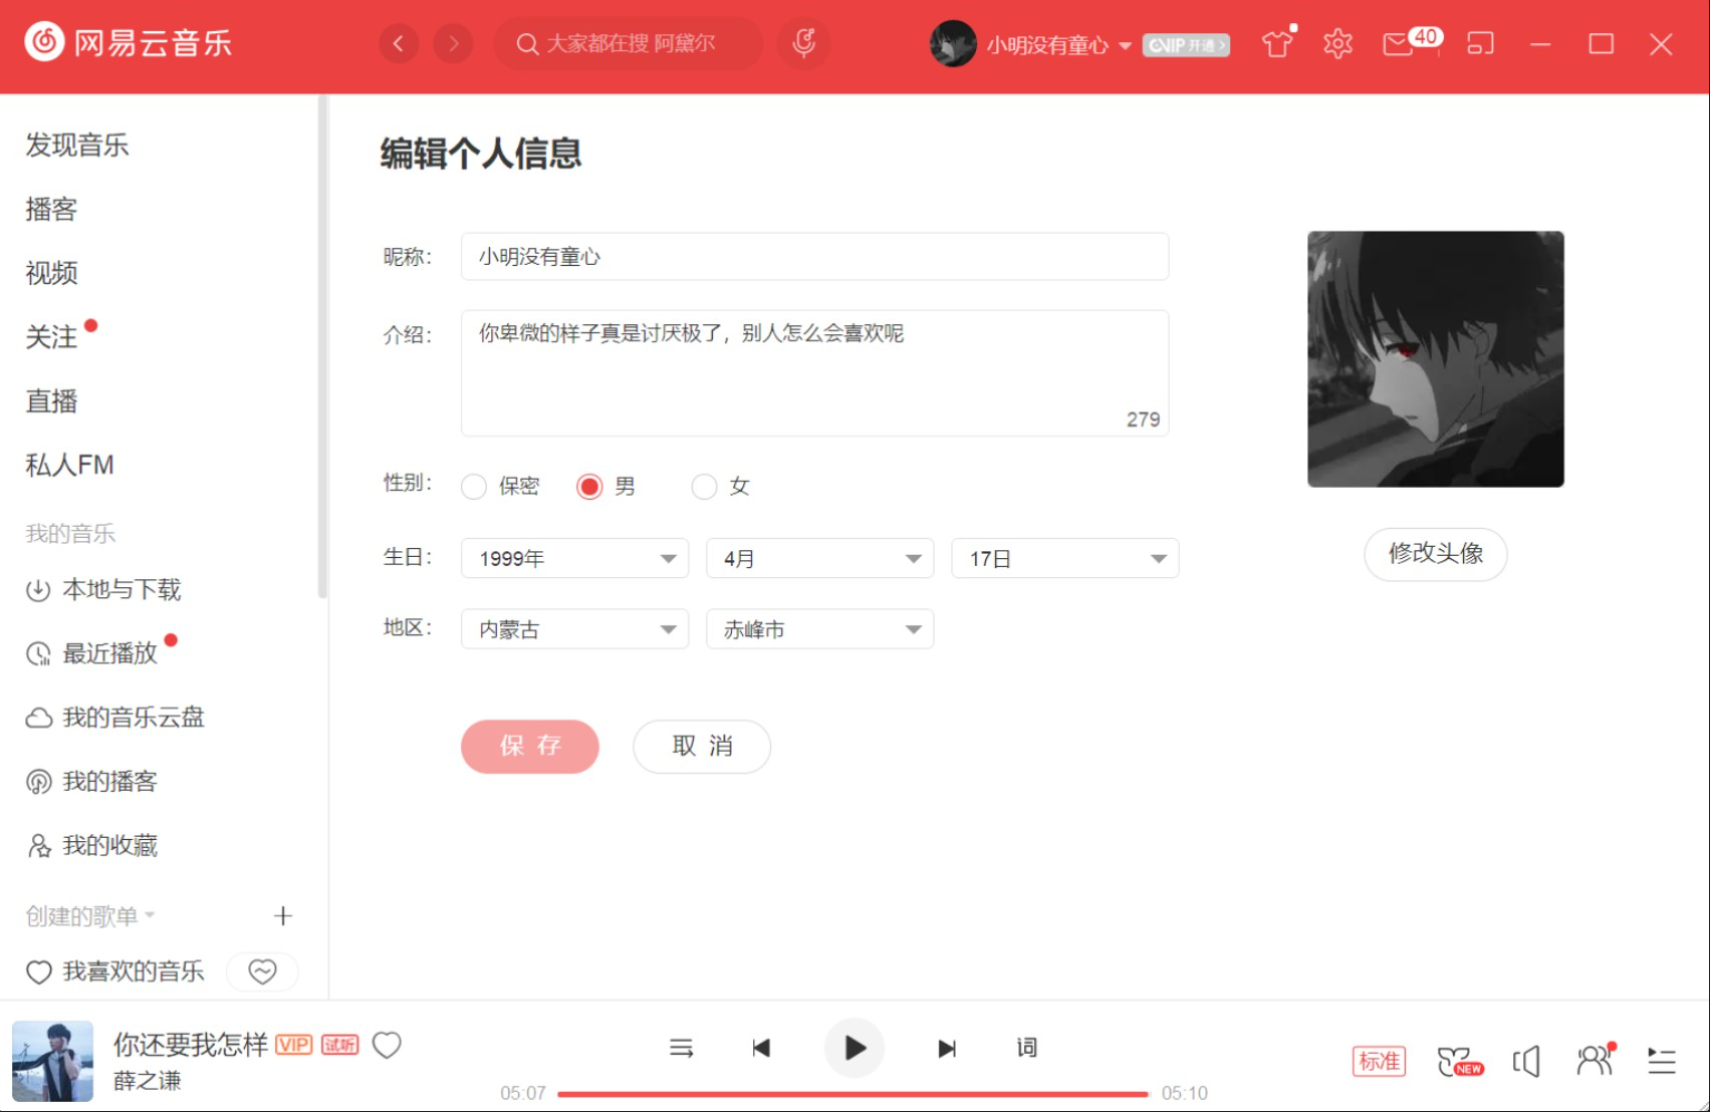 网易云音乐
大家都在搜 阿黛尔
小明没有童心
VIP 开通
40
发现音乐
播客
视频
关注
直播
私人FM
我的音乐
本地与下载
最近播放
我的音乐云盘
我的播客
我的收藏
创建的歌单
我喜欢的音乐
编辑个人信息
昵称： 小明没有童心
介绍： 你卑微的样子真是讨厌极了，别人怎么会喜欢呢
279
性别： 保密 男 女
生日： 1999年 4月 17日
地区： 内蒙古 赤峰市
保 存 取 消
修改头像
你还要我怎样 VIP 试听
薛之谦
词
05:07 05:10
标准
NEW